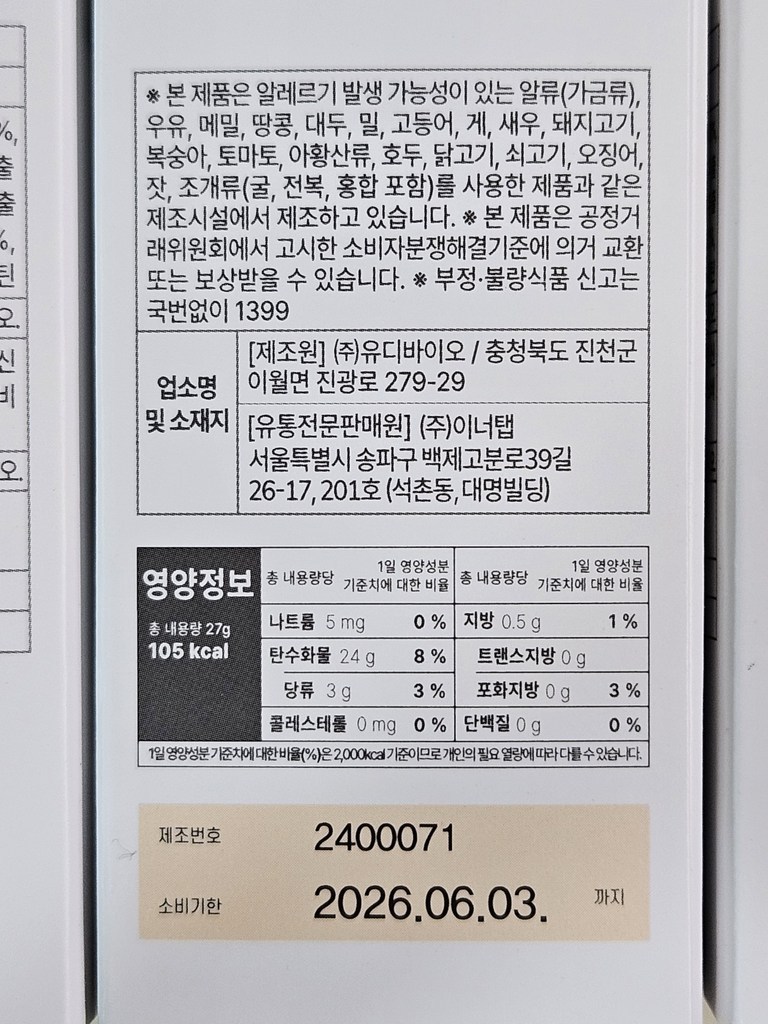 %,
출
출
%,
틴
오.
신
비
오.
※ 본 제품은 알레르기 발생 가능성이 있는 알류(가금류),
우유, 메밀, 땅콩, 대두, 밀, 고등어, 게, 새우, 돼지고기,
복숭아, 토마토, 아황산류, 호두, 닭고기, 쇠고기, 오징어,
잣, 조개류(굴, 전복, 홍합 포함)를 사용한 제품과 같은
제조시설에서 제조하고 있습니다. ※ 본 제품은 공정거
래위원회에서 고시한 소비자분쟁해결기준에 의거 교환
또는 보상받을 수 있습니다. ※ 부정·불량식품 신고는
국번없이 1399
업소명
및 소재지
[제조원] (주)유디바이오 / 충청북도 진천군
이월면 진광로 279-29
[유통전문판매원] (주)이너탭
서울특별시 송파구 백제고분로39길
26-17, 201호 (석촌동, 대명빌딩)
영양정보
총 내용량 27g
105 kcal
총 내용량당 1일 영양성분 기준치에 대한 비율
총 내용량당 1일 영양성분 기준치에 대한 비율
나트륨 5 mg 0 % 지방 0.5 g 1 %
탄수화물 24 g 8 % 트랜스지방 0 g
당류 3 g 3 % 포화지방 0 g 3 %
콜레스테롤 0 mg 0 % 단백질 0 g 0 %
1일 영양성분 기준치에 대한 비율(%)은 2,000kcal 기준이므로 개인의 필요 열량에 따라 다를 수 있습니다.
제조번호 2400071
소비기한 2026.06.03. 까지